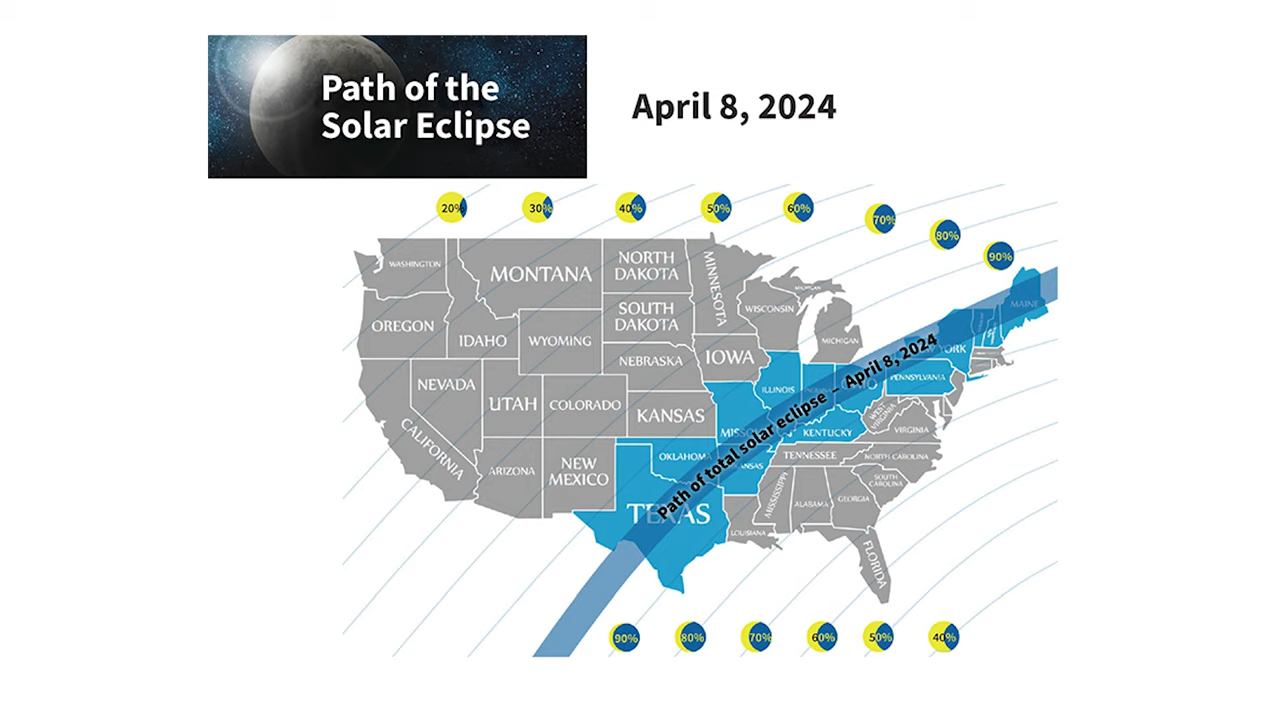 Path of the
Solar Eclipse
April 8, 2024
20%
30%
40%
50%
60%
70%
80%
90%
WASHINGTON
MONTANA
NORTH
DAKOTA
MINNESOTA
MICHIGAN
WISCONSIN
MAINE
OREGON
IDAHO
WYOMING
SOUTH
DAKOTA
MICHIGAN
NEBRASKA
IOWA
YORK
NEVADA
UTAH
COLORADO
KANSAS
ILLINOIS
PENNSYLVANIA
CALIFORNIA
KENTUCKY
WEST
VIRGINIA
VIRGINIA
Path of total solar eclipse – April 8, 2024
ARIZONA
NEW
MEXICO
OKLAHOMA
TENNESSEE
NORTH CAROLINA
SOUTH
CAROLINA
TEXAS
MISSISSIPPI
ALABAMA
GEORGIA
LOUISIANA
FLORIDA
90%
80%
70%
60%
50%
40%